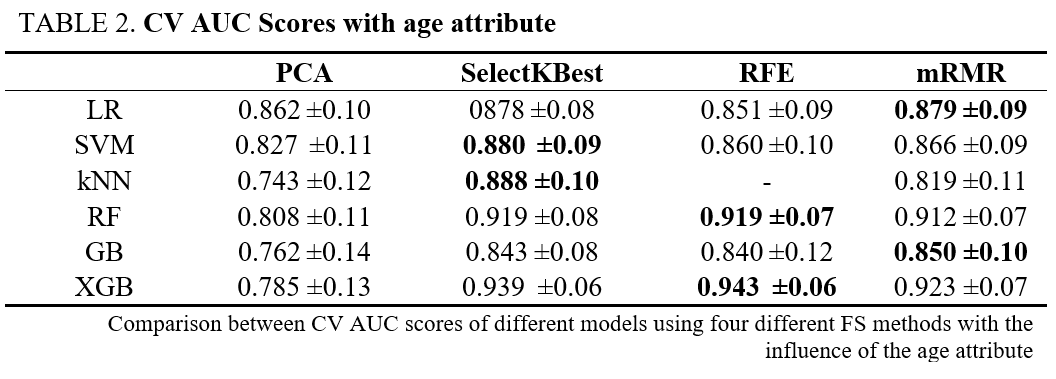 TABLE 2. CV AUC Scores with age attribute
PCA SelectKBest RFE mRMR
LR 0.862 ±0.10 0878 ±0.08 0.851 ±0.09 0.879 ±0.09
SVM 0.827 ±0.11 0.880 ±0.09 0.860 ±0.10 0.866 ±0.09
kNN 0.743 ±0.12 0.888 ±0.10 - 0.819 ±0.11
RF 0.808 ±0.11 0.919 ±0.08 0.919 ±0.07 0.912 ±0.07
GB 0.762 ±0.14 0.843 ±0.08 0.840 ±0.12 0.850 ±0.10
XGB 0.785 ±0.13 0.939 ±0.06 0.943 ±0.06 0.923 ±0.07
Comparison between CV AUC scores of different models using four different FS methods with the
influence of the age attribute